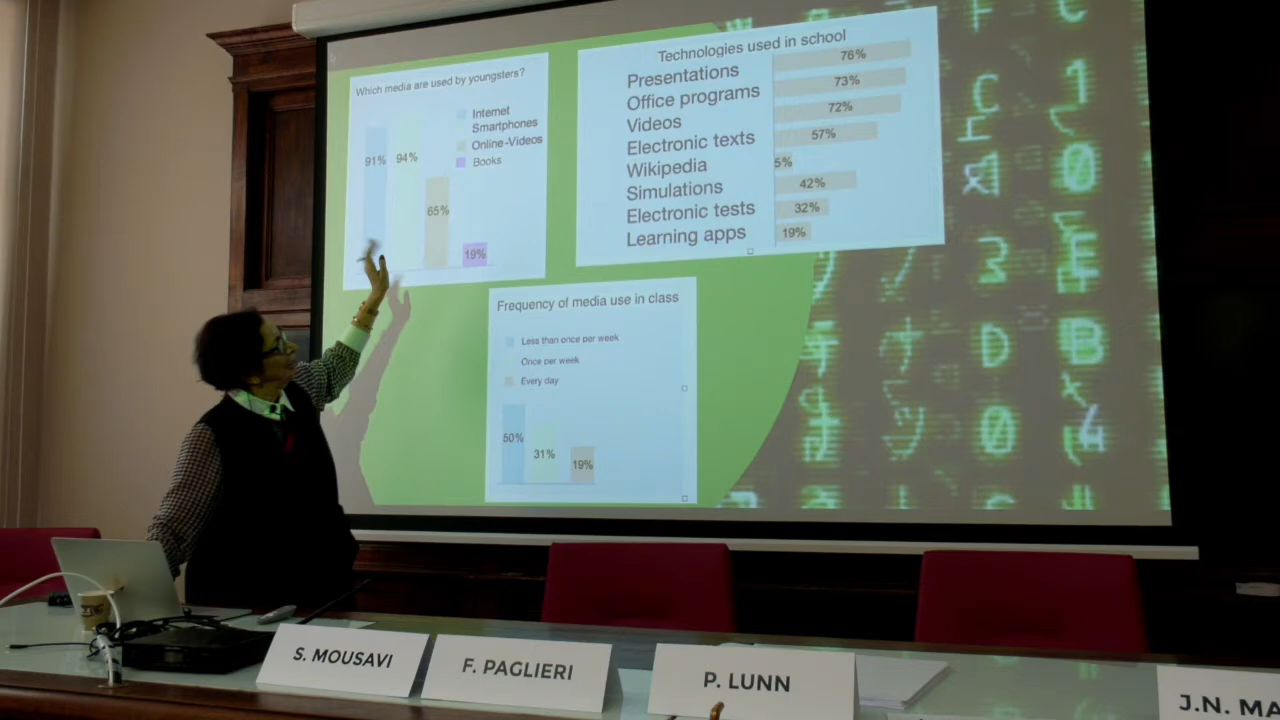 Which media are used by youngsters?
Internet
Smartphones
Online-Videos
Books
91%
94%
65%
19%
Technologies used in school
Presentations 76%
Office programs 73%
Videos 72%
Electronic texts 57%
Wikipedia 5%
Simulations 42%
Electronic tests 32%
Learning apps 19%
Frequency of media use in class
Less than once per week
Once per week
Every day
50%
31%
19%
S. MOUSAVI
F. PAGLIERI
P. LUNN
J.N. MA